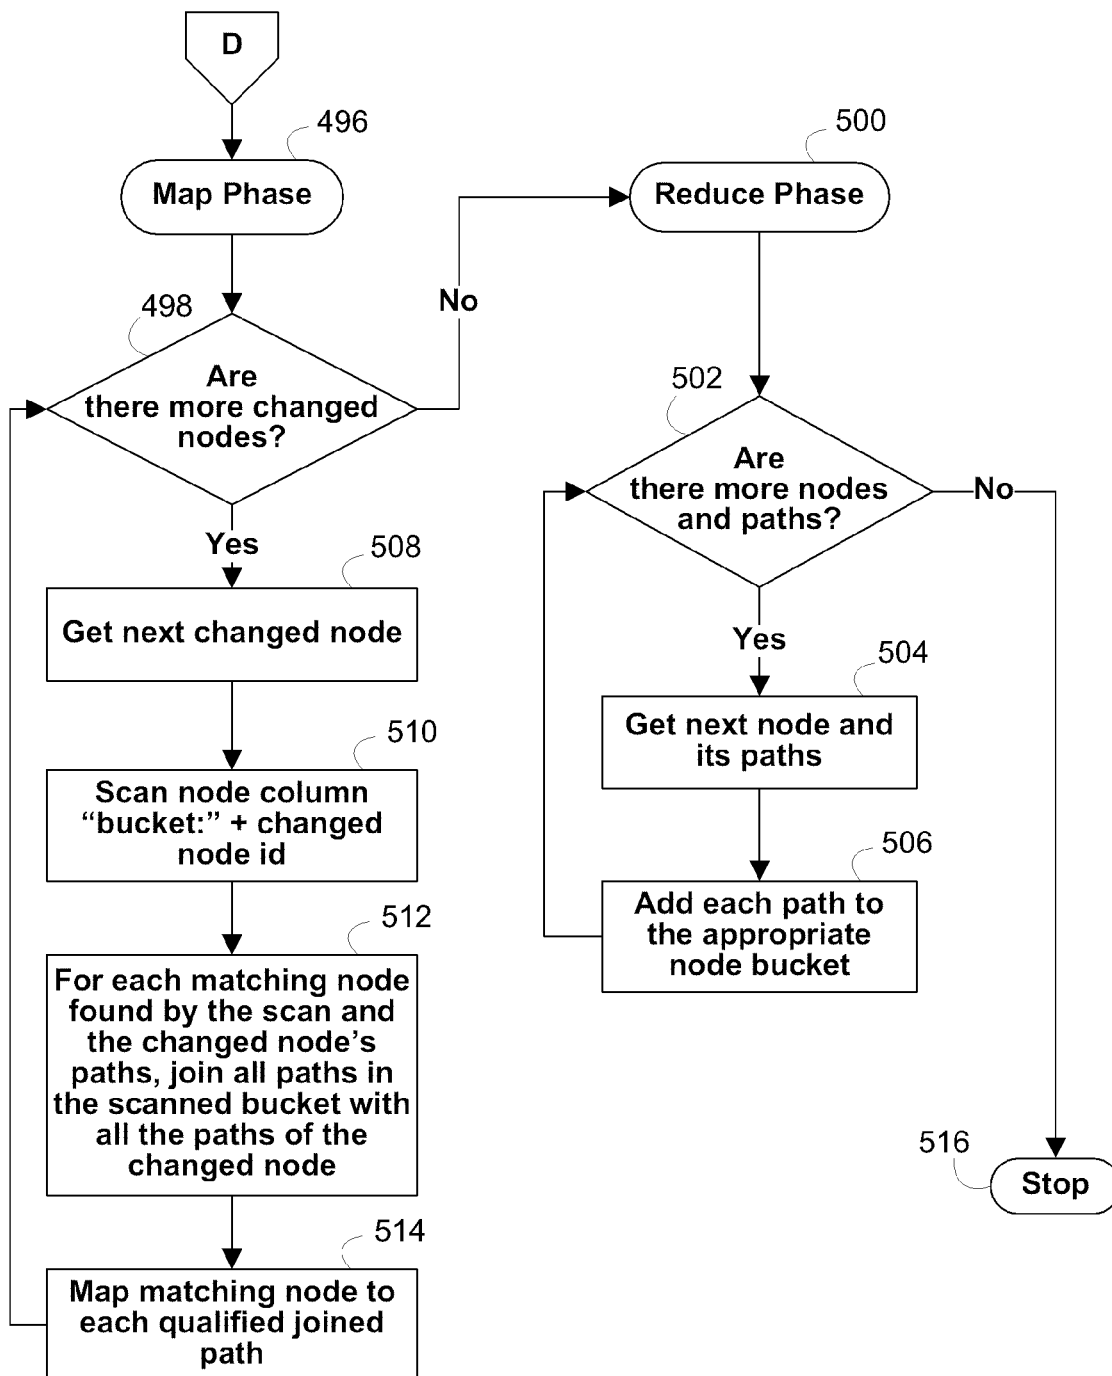 D
496
Map Phase
498
Are
there more changed
nodes?
No
Yes
508
Get next changed node
510
Scan node column
“bucket:” + changed
node id
512
For each matching node
found by the scan and
the changed node’s
paths, join all paths in
the scanned bucket with
all the paths of the
changed node
514
Map matching node to
each qualified joined
path
500
Reduce Phase
502
Are
there more nodes
and paths?
No
Yes
504
Get next node and
its paths
506
Add each path to
the appropriate
node bucket
516
Stop